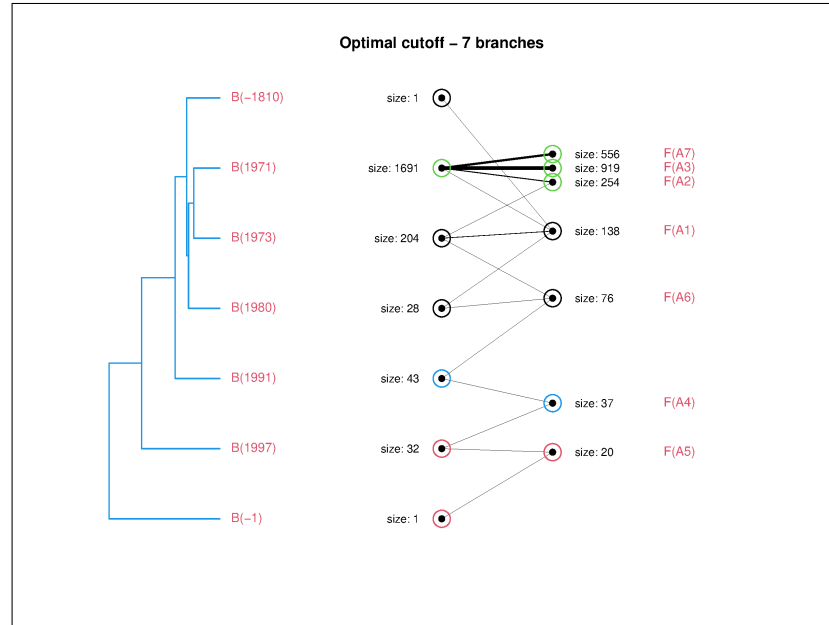 Optimal cutoff − 7 branches
B(−1810) size: 1
size: 556 F(A7)
B(1971) size: 1691 size: 919 F(A3)
size: 254 F(A2)
size: 138 F(A1)
B(1973) size: 204
size: 76 F(A6)
B(1980) size: 28
B(1991) size: 43
size: 37 F(A4)
B(1997) size: 32
size: 20 F(A5)
B(−1) size: 1